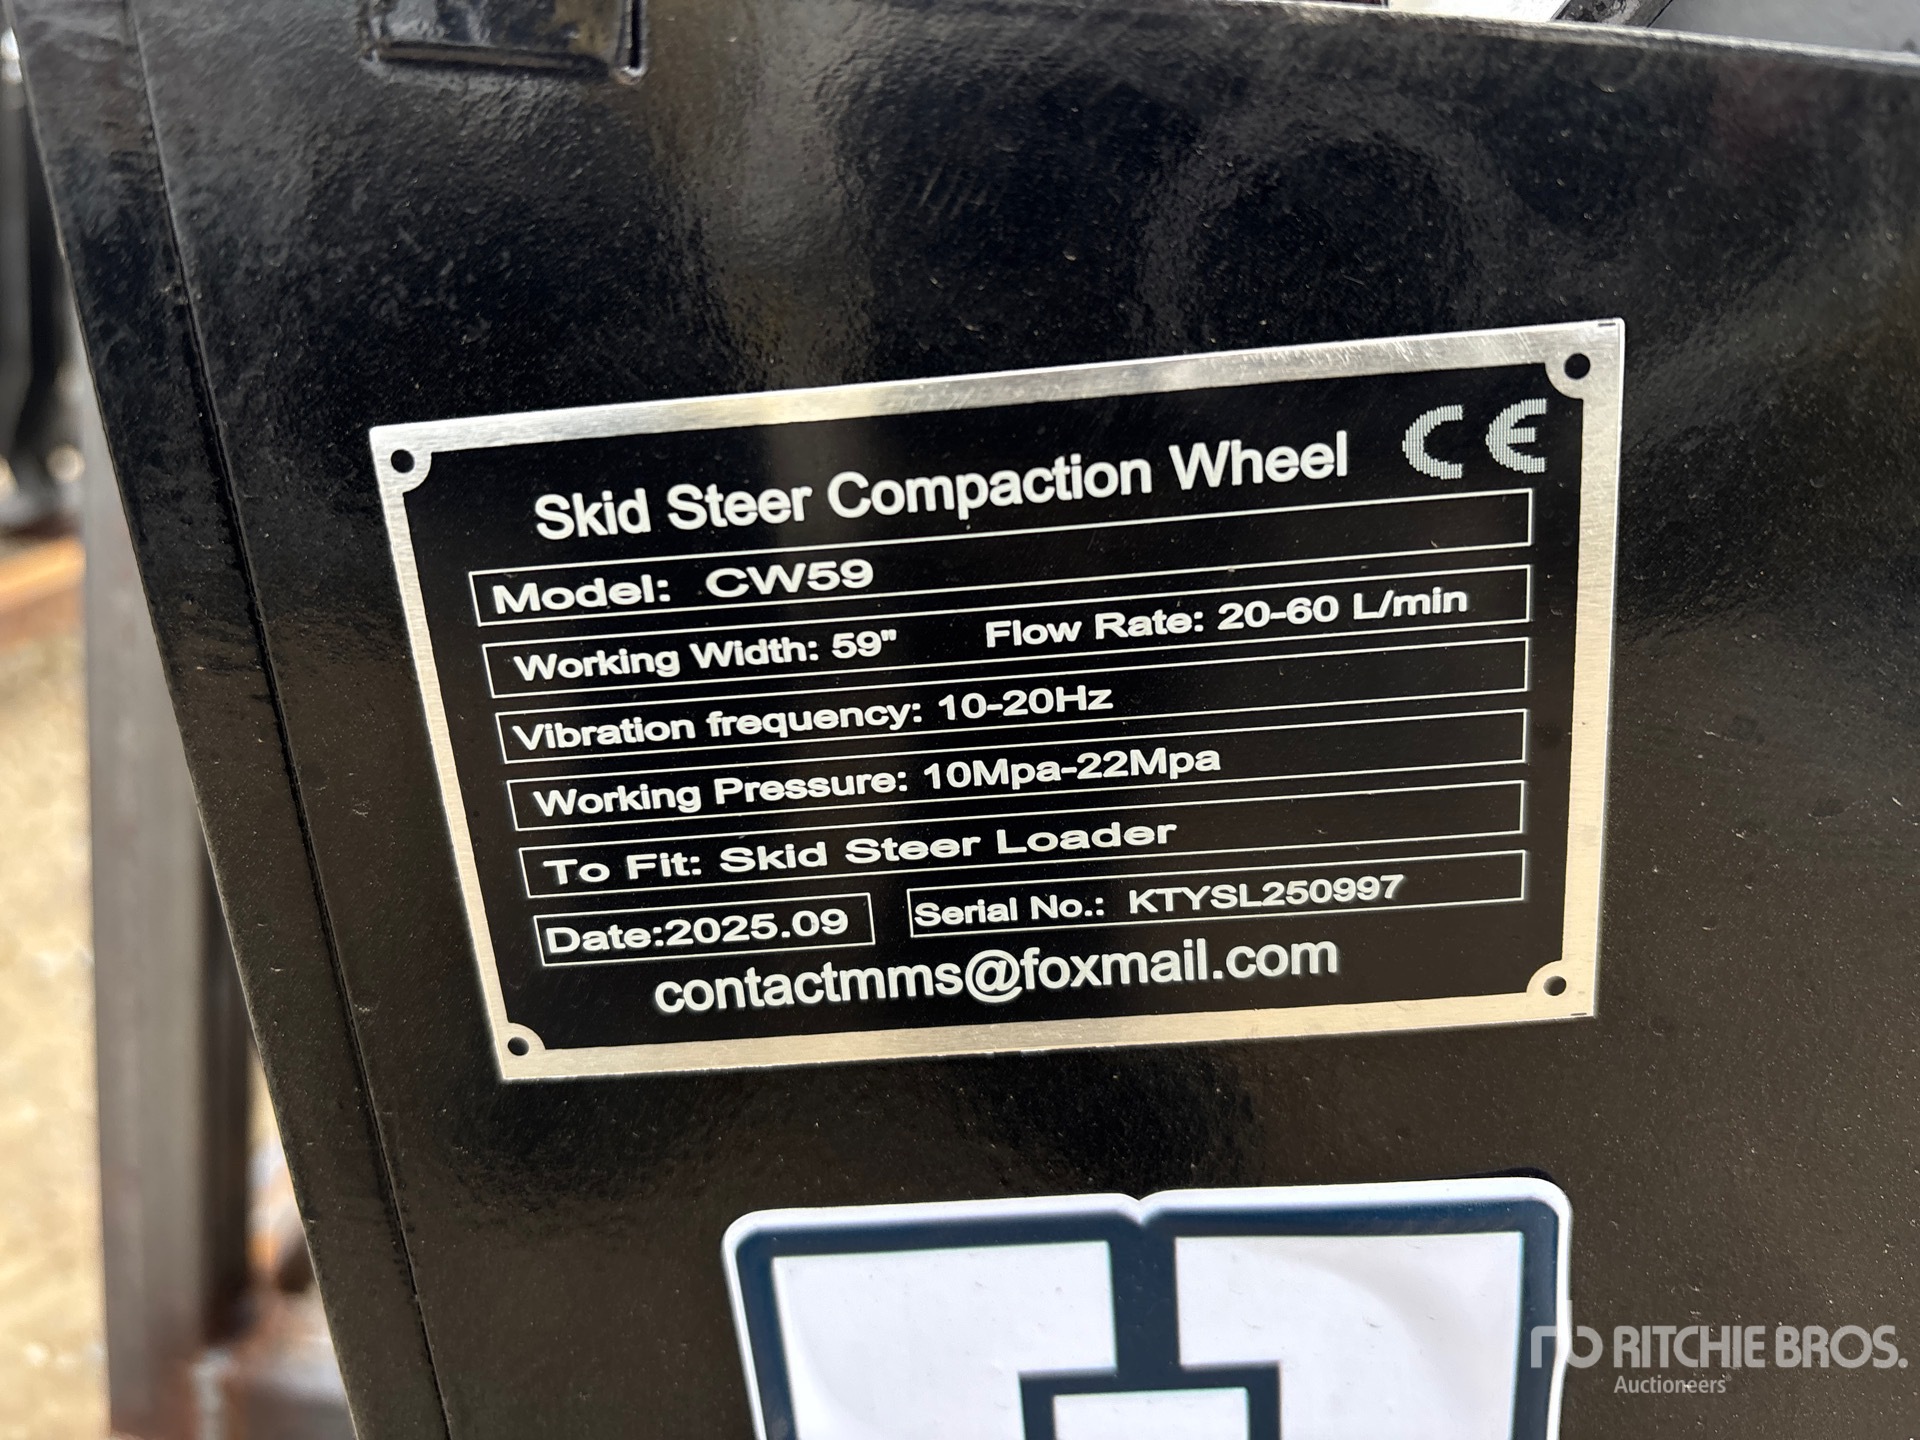 Skid Steer Compaction Wheel CE
Model: CW59
Working Width: 59" Flow Rate: 20-60 L/min
Vibration frequency: 10-20Hz
Working Pressure: 10Mpa-22Mpa
To Fit: Skid Steer Loader
Date:2025.09 Serial No.: KTYSL250997
contactmms@foxmail.com
RITCHIE BROS.
Auctioneers